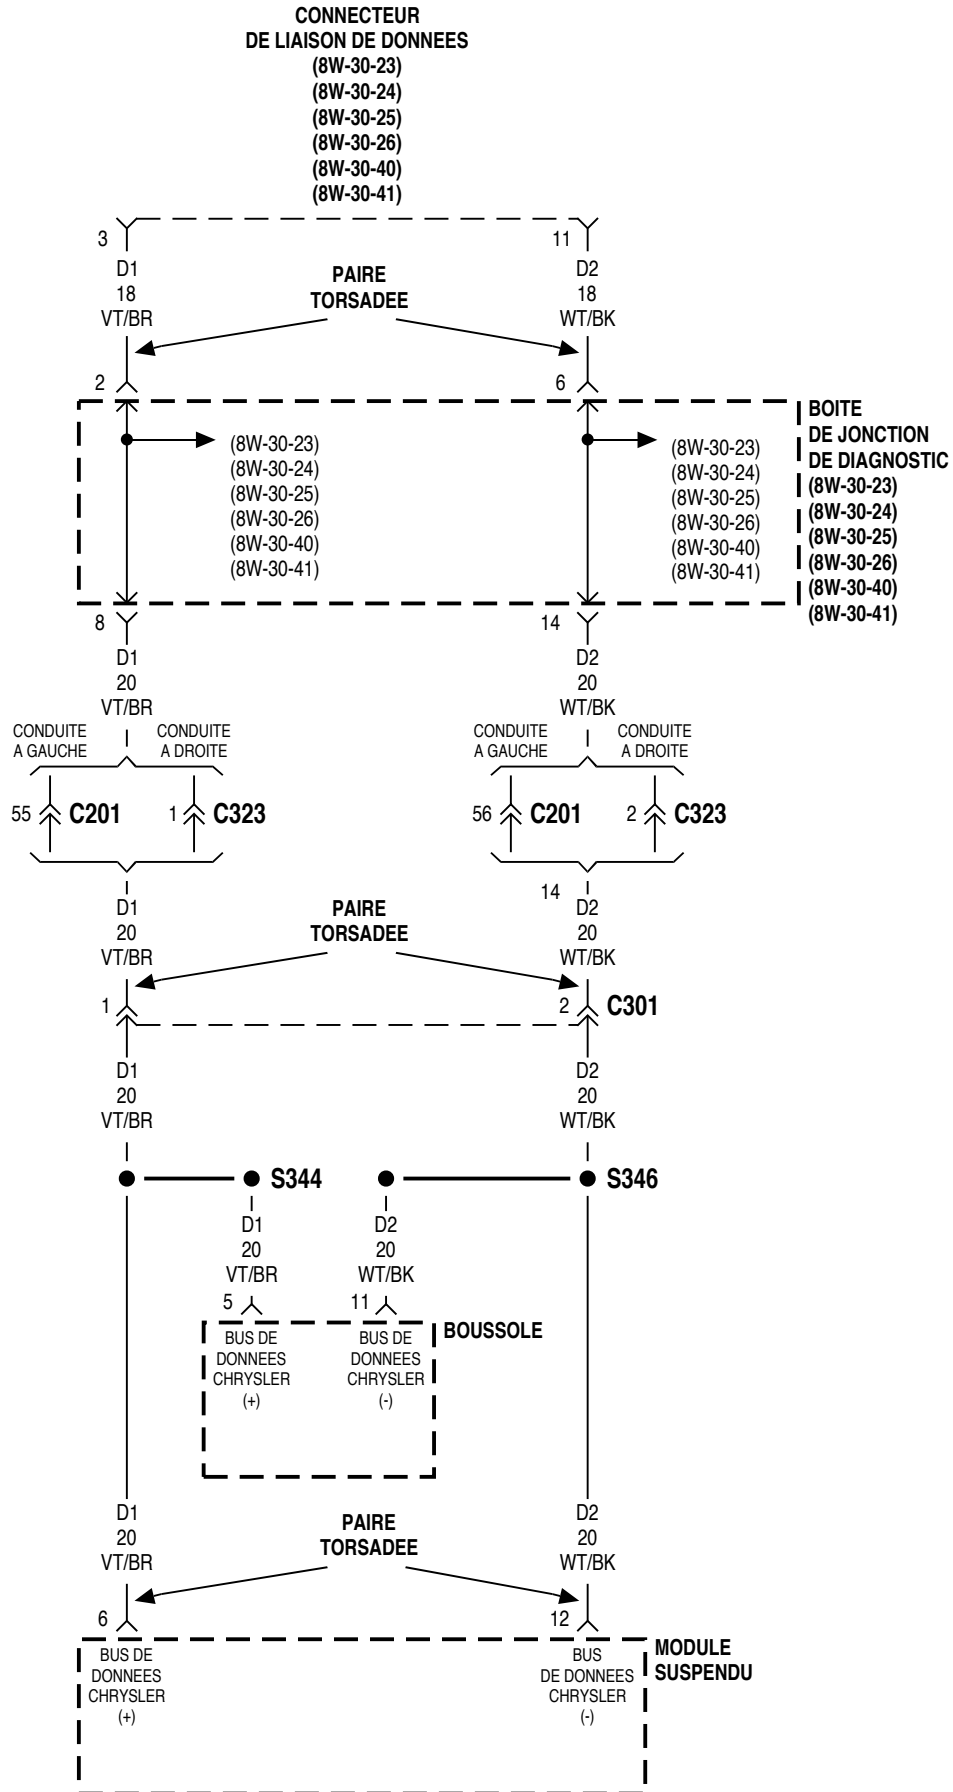 CONNECTEUR
DE LIAISON DE DONNEES
(8W-30-23)
(8W-30-24)
(8W-30-25)
(8W-30-26)
(8W-30-40)
(8W-30-41)
3
11
D1
D2
18
18
VT/BR
WT/BK
PAIRE
TORSADEE
2
6
BOITE
DE JONCTION
DE DIAGNOSTIC
(8W-30-23)
(8W-30-24)
(8W-30-25)
(8W-30-26)
(8W-30-40)
(8W-30-41)
(8W-30-23)
(8W-30-24)
(8W-30-25)
(8W-30-26)
(8W-30-40)
(8W-30-41)
(8W-30-23)
(8W-30-24)
(8W-30-25)
(8W-30-26)
(8W-30-40)
(8W-30-41)
8
14
D1
D2
20
20
VT/BR
WT/BK
CONDUITE
A GAUCHE
CONDUITE
A DROITE
CONDUITE
A GAUCHE
CONDUITE
A DROITE
55
C201
1
C323
56
C201
2
C323
14
D1
D2
20
20
VT/BR
WT/BK
PAIRE
TORSADEE
1
2
C301
D1
D2
20
20
VT/BR
WT/BK
S344
S346
D1
D2
20
20
VT/BR
WT/BK
5
11
BOUSSOLE
BUS DE
DONNEES
CHRYSLER
(+)
BUS DE
DONNEES
CHRYSLER
(-)
D1
D2
20
20
VT/BR
WT/BK
PAIRE
TORSADEE
6
12
MODULE
SUSPENDU
BUS DE
DONNEES
CHRYSLER
(+)
BUS
DE DONNEES
CHRYSLER
(-)